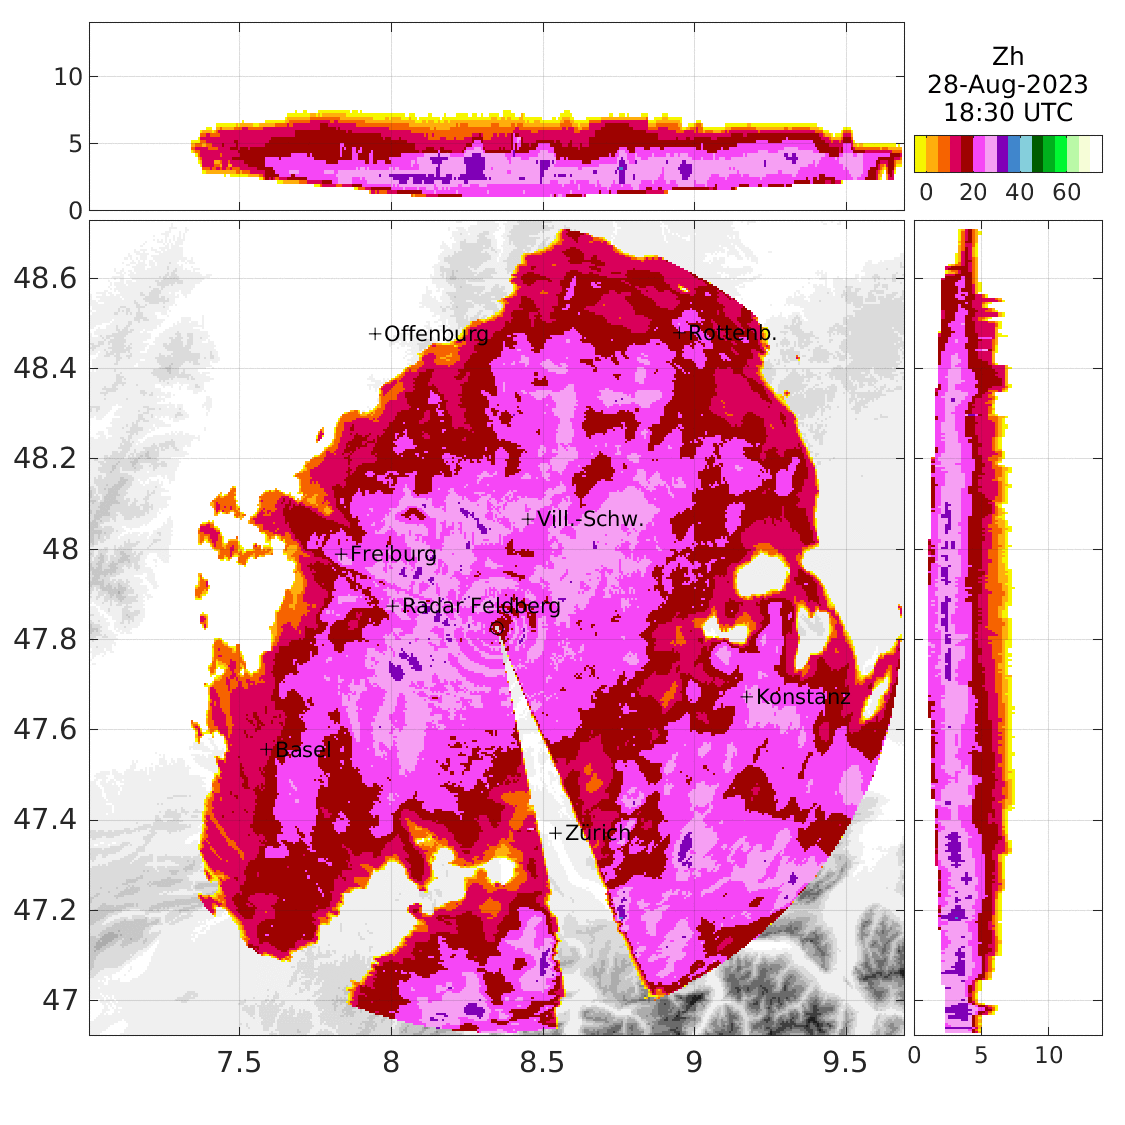 10
5
0
Zh
28-Aug-2023
18:30 UTC
0 20 40 60
48.6
48.4
48.2
48
47.8
47.6
47.4
47.2
47
+Offenburg
+Rottenb.
+Vill.-Schw.
+Freiburg
+Radar Feldberg
+Konstanz
+Basel
+Zürich
7.5 8 8.5 9 9.5
0 5 10